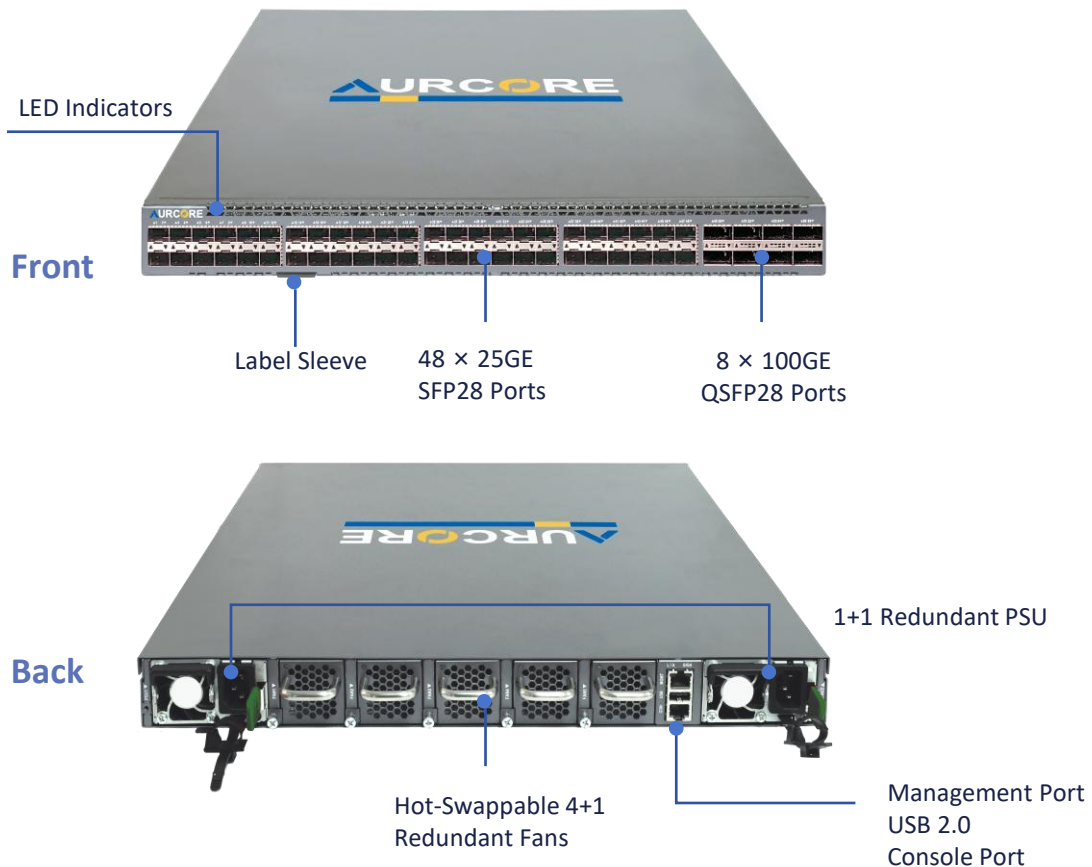 AURCORE
LED Indicators
AURCORE
Front
Label Sleeve
48 × 25GE
SFP28 Ports
8 × 100GE
QSFP28 Ports
AURCORE
1+1 Redundant PSU
Back
Hot-Swappable 4+1
Redundant Fans
Management Port
USB 2.0
Console Port